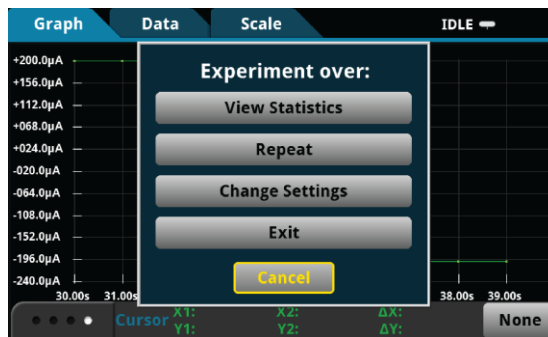 Graph Data Scale IDLE
+200.0µA
+156.0µA
+112.0µA
+068.0µA
+024.0µA
-020.0µA
-064.0µA
-108.0µA
-152.0µA
-196.0µA
-240.0µA
Experiment over:
View Statistics
Repeat
Change Settings
Exit
Cancel
30.00s 31.00s 38.00s 39.00s
Cursor X1: X2: ΔX:
Y1: Y2: ΔY:
None